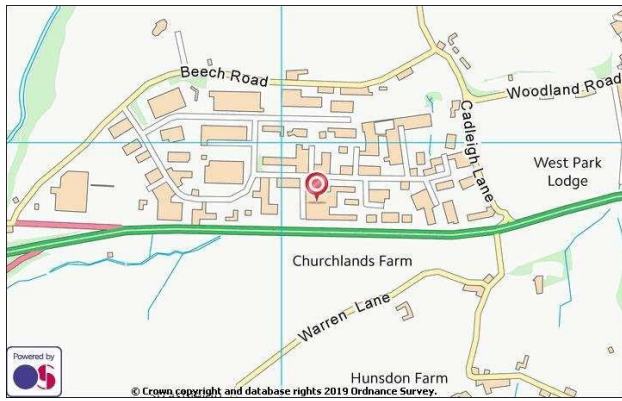 Beech Road
Woodland Road
Cadleigh Lane
West Park
Lodge
Churchlands Farm
Warren Lane
Powered by
OS
Hunsdon Farm
© Crown copyright and database rights 2019 Ordnance Survey.